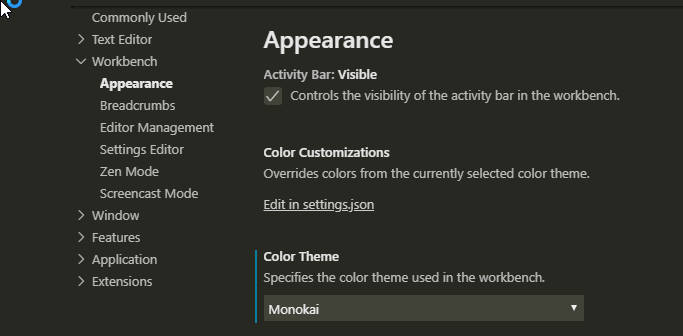 Commonly Used
Text Editor
Workbench
Appearance
Breadcrumbs
Editor Management
Settings Editor
Zen Mode
Screencast Mode
Window
Features
Application
Extensions
Appearance
Activity Bar: Visible
Controls the visibility of the activity bar in the workbench.
Color Customizations
Overrides colors from the currently selected color theme.
Edit in settings.json
Color Theme
Specifies the color theme used in the workbench.
Monokai